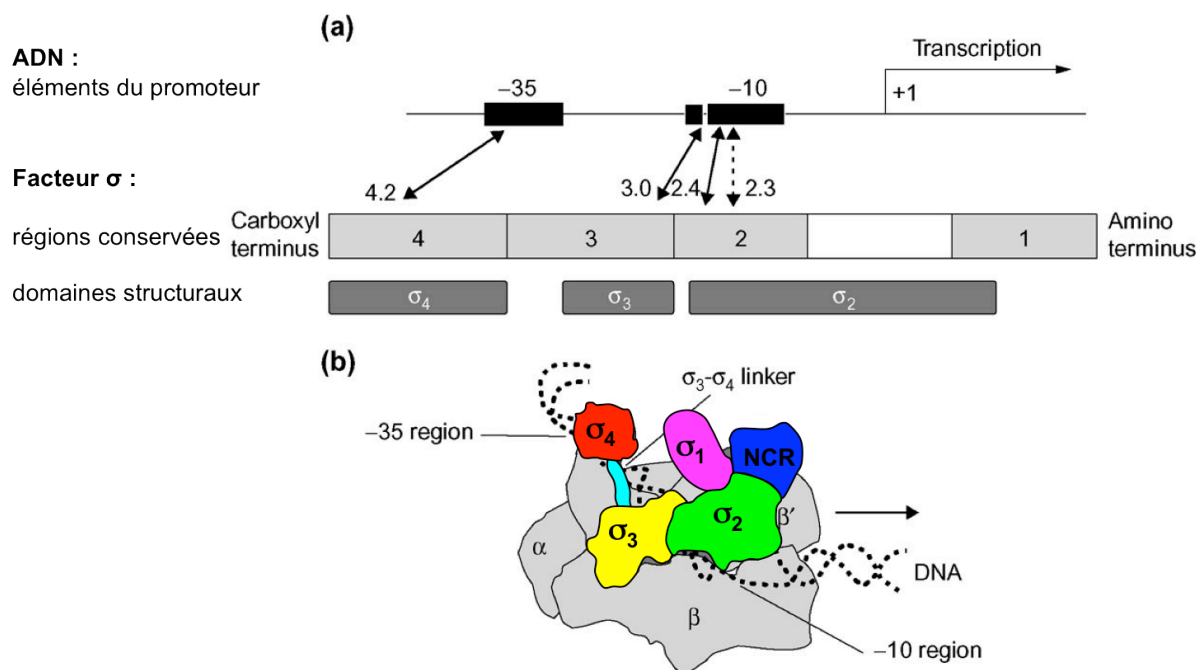 (a)
ADN :
éléments du promoteur
Transcription
–35
–10
+1
Facteur σ :
4.2
3.0
2.4
2.3
régions conservées
Carboxyl
terminus
4
3
2
1
Amino
terminus
domaines structuraux
σ4
σ3
σ2
(b)
σ3-σ4 linker
–35 region
σ4
σ1
NCR
σ3
σ2
β′
α
DNA
β
–10 region